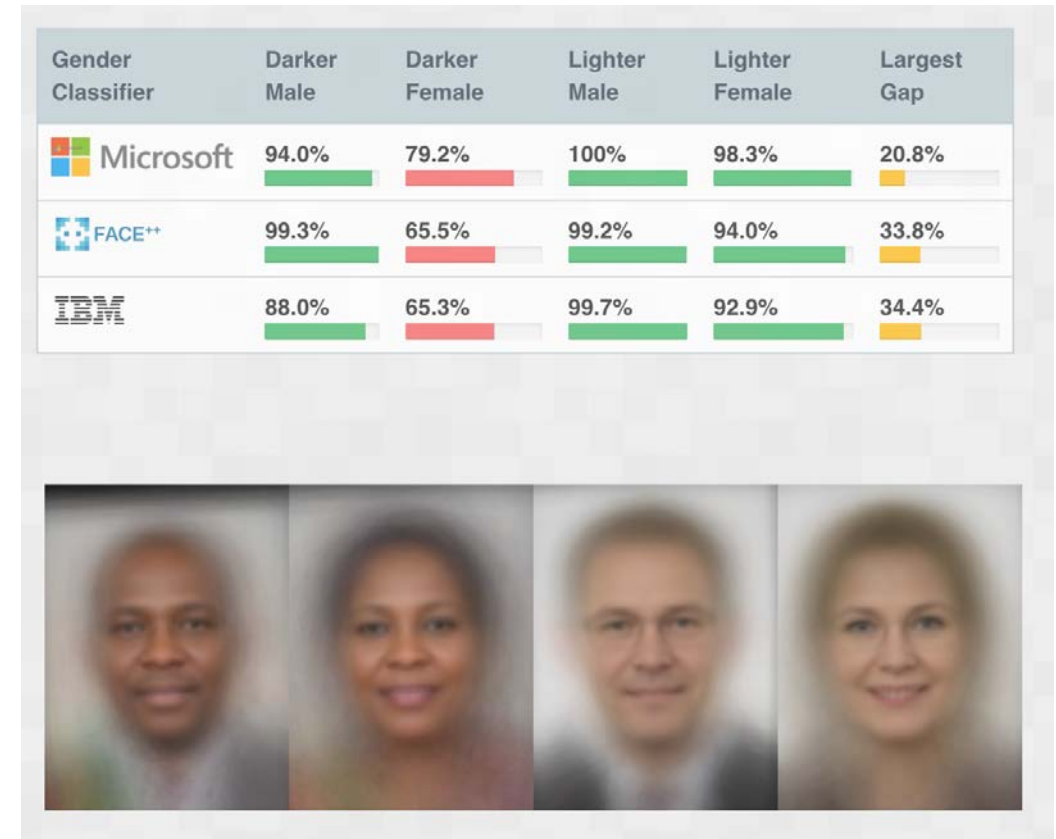 Gender Classifier Darker Male Darker Female Lighter Male Lighter Female Largest Gap
Microsoft 94.0% 79.2% 100% 98.3% 20.8%
FACE++ 99.3% 65.5% 99.2% 94.0% 33.8%
IBM 88.0% 65.3% 99.7% 92.9% 34.4%